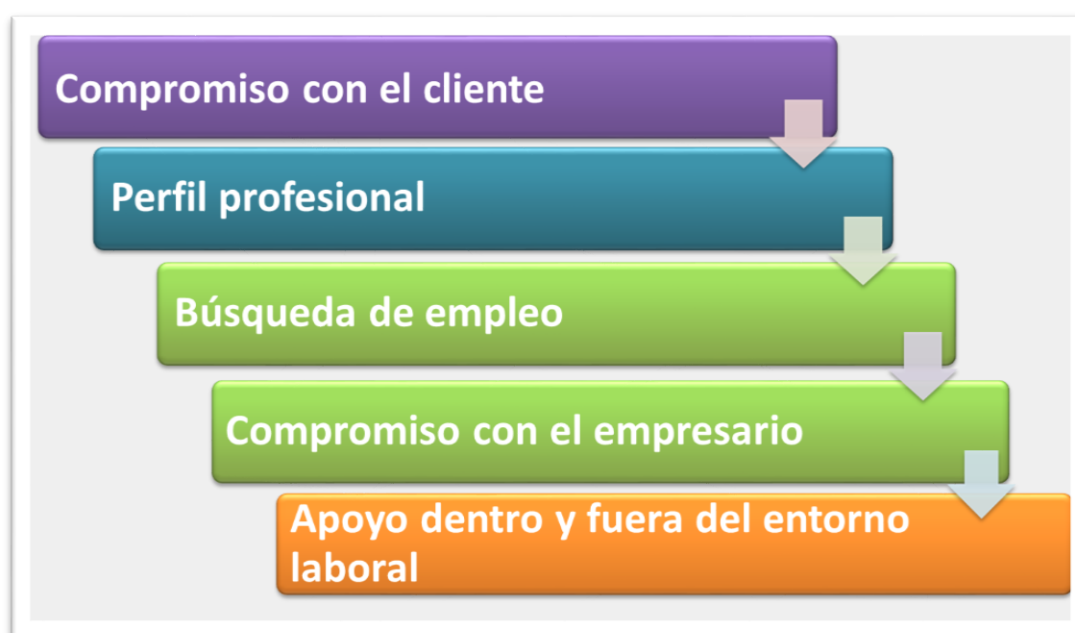 Compromiso con el cliente
Perfil profesional
Búsqueda de empleo
Compromiso con el empresario
Apoyo dentro y fuera del entorno
laboral